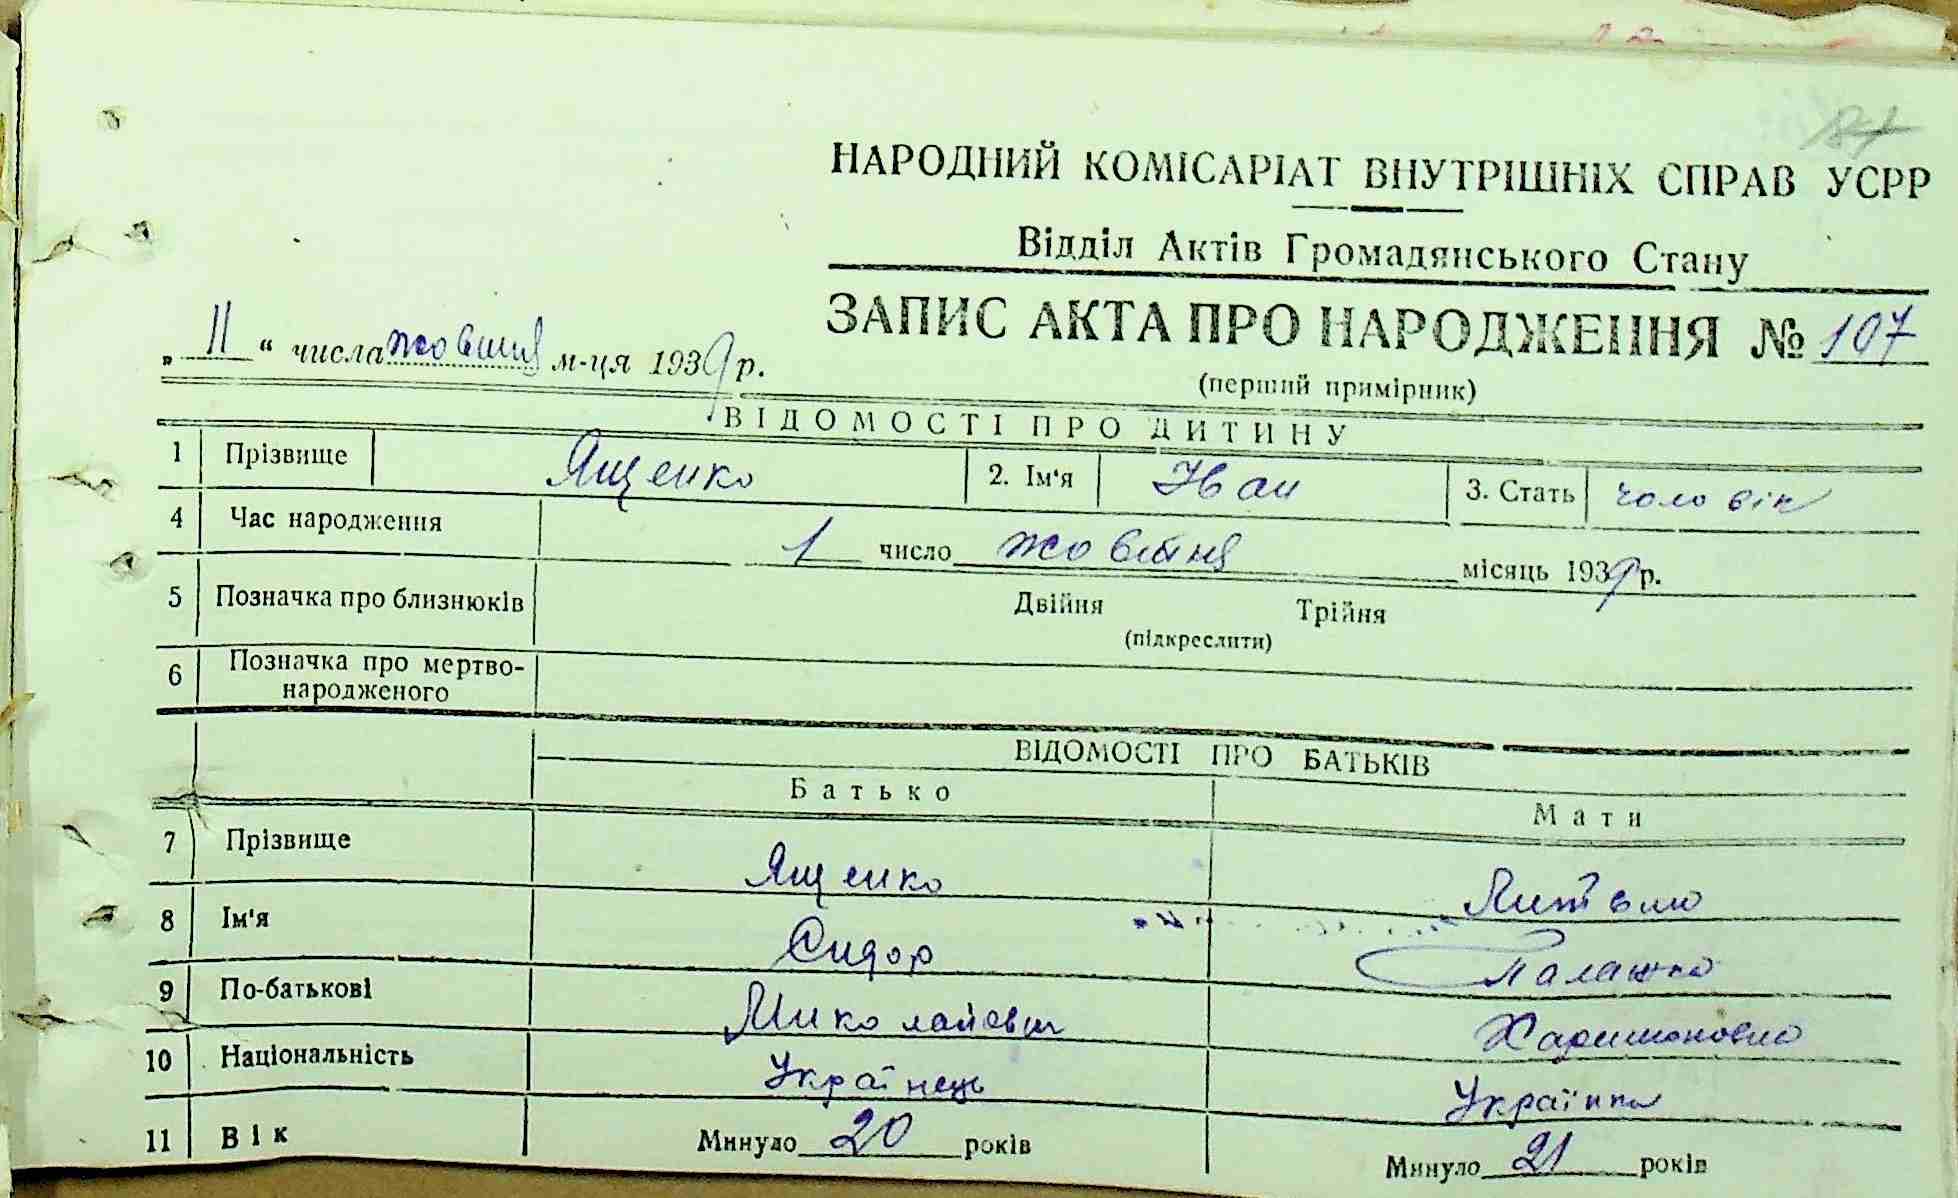 НАРОДНИЙ КОМІСАРІАТ ВНУТРІШНІХ СПРАВ УСРР
Відділ Актів Громадянського Стану
ЗАПИС АКТА ПРО НАРОДЖЕННЯ № 107
„ 11 “ числа жовтня м-ця 1939 р.
(перший примірник)
ВІДОМОСТІ ПРО ДИТИНУ
1 Прізвище Ященко 2. Ім'я Иван 3. Стать чоловік
4 Час народження 1 число жовтня місяць 1939 р.
5 Позначка про близнюків Двійня Трійня
(підкреслити)
6 Позначка про мертво-
народженого
ВІДОМОСТІ ПРО БАТЬКІВ
Батько Мати
7 Прізвище Ященко
8 Ім'я Сидор Палажка
9 По-батькові Миколайович Харитоновна
10 Національність Українець Українка
11 Вік Минуло 20 років Минуло 21 років